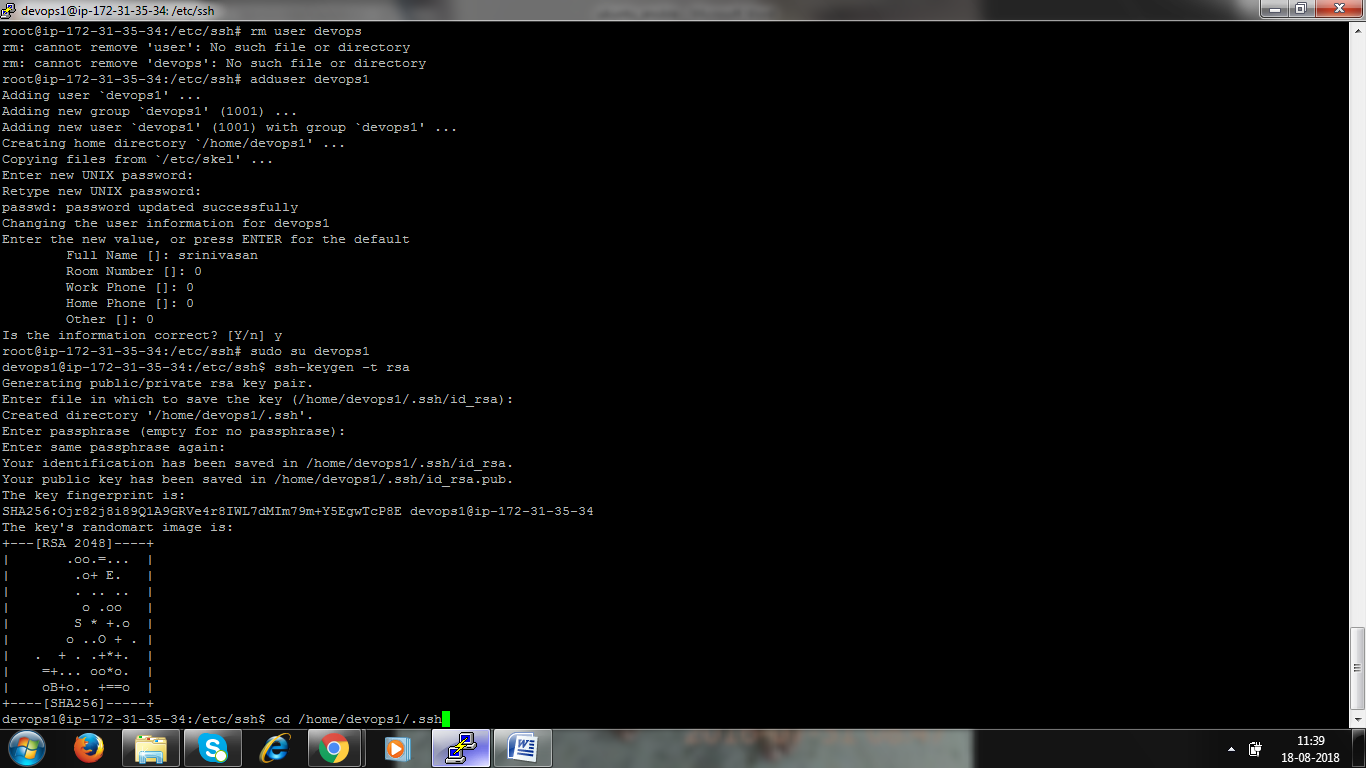 devops1@ip-172-31-35-34: /etc/ssh
root@ip-172-31-35-34:/etc/ssh# rm user devops
rm: cannot remove 'user': No such file or directory
rm: cannot remove 'devops': No such file or directory
root@ip-172-31-35-34:/etc/ssh# adduser devops1
Adding user `devops1' ...
Adding new group `devops1' (1001) ...
Adding new user `devops1' (1001) with group `devops1' ...
Creating home directory `/home/devops1' ...
Copying files from `/etc/skel' ...
Enter new UNIX password:
Retype new UNIX password:
passwd: password updated successfully
Changing the user information for devops1
Enter the new value, or press ENTER for the default
        Full Name []: srinivasan
        Room Number []: 0
        Work Phone []: 0
        Home Phone []: 0
        Other []: 0
Is the information correct? [Y/n] y
root@ip-172-31-35-34:/etc/ssh# sudo su devops1
devops1@ip-172-31-35-34:/etc/ssh$ ssh-keygen -t rsa
Generating public/private rsa key pair.
Enter file in which to save the key (/home/devops1/.ssh/id_rsa):
Created directory '/home/devops1/.ssh'.
Enter passphrase (empty for no passphrase):
Enter same passphrase again:
Your identification has been saved in /home/devops1/.ssh/id_rsa.
Your public key has been saved in /home/devops1/.ssh/id_rsa.pub.
The key fingerprint is:
SHA256:Ojr82j8i89Q1A9GRVe4r8IWL7dMIm79m+Y5EgwTcP8E devops1@ip-172-31-35-34
The key's randomart image is:
+---[RSA 2048]----+
|       .oo.=...  |
|        .o+ E.   |
|        . .. ..  |
|         o .oo   |
|        S * +.o  |
|       o ..O + . |
|   .  + . .+*+.  |
|    =+... oo*o.  |
|    oB+o.. +==o  |
+----[SHA256]-----+
devops1@ip-172-31-35-34:/etc/ssh$ cd /home/devops1/.ssh
11:39
18-08-2018